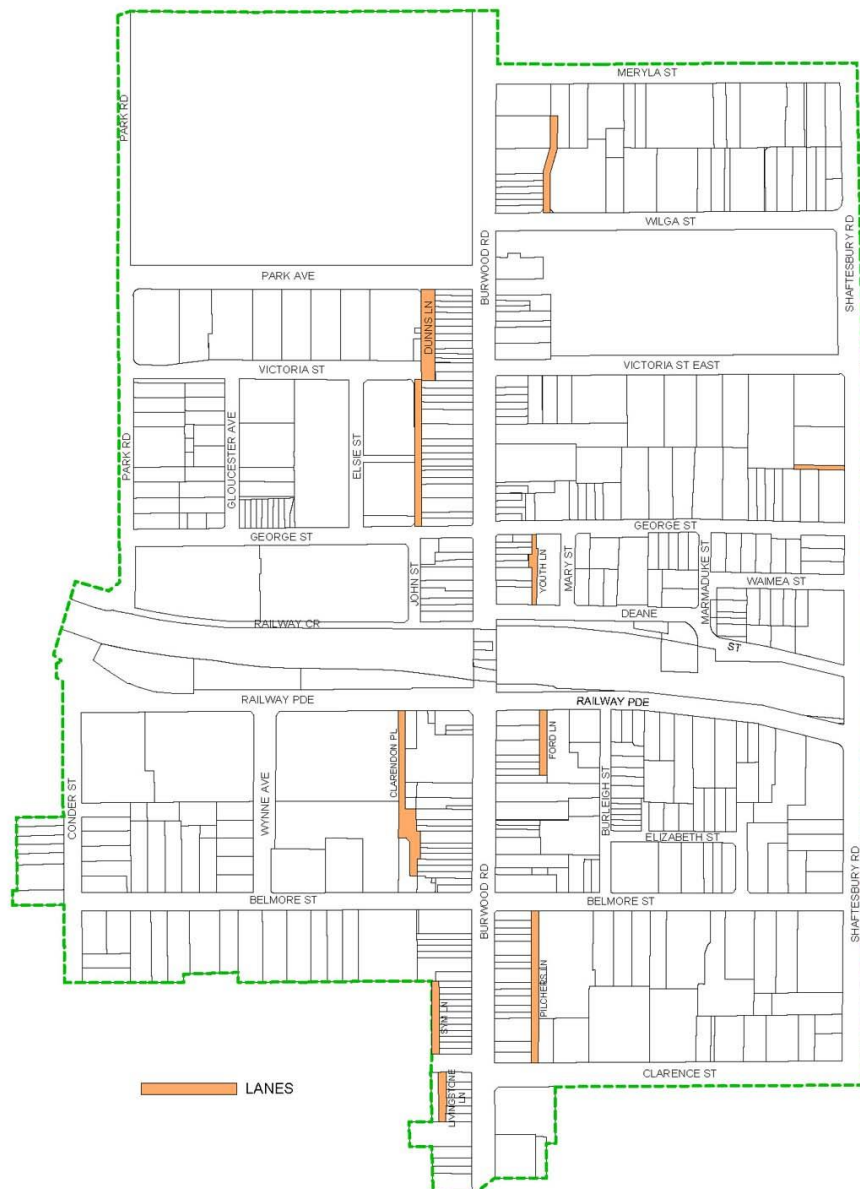 MERYLA ST
PARK RD
WILGA ST
BURWOOD RD
SHAFTESBURY RD
PARK AVE
DUNNS LN
VICTORIA ST
VICTORIA ST EAST
PARK RD
GLOUCESTER AVE
ELSIE ST
GEORGE ST
GEORGE ST
JOHN ST
YOUTH LN
MARY ST
MARMADUKE ST
WAIMEA ST
DEANE
ST
RAILWAY CR
RAILWAY PDE
RAILWAY PDE
CLARENDON PL
FORD LN
CONDER ST
WYNNE AVE
BURLEIGH ST
ELIZABETH ST
BELMORE ST
BURWOOD RD
BELMORE ST
SHAFTESBURY RD
SYM LN
PILCHERS LN
LANES
LIVINGSTONE
LN
CLARENCE ST